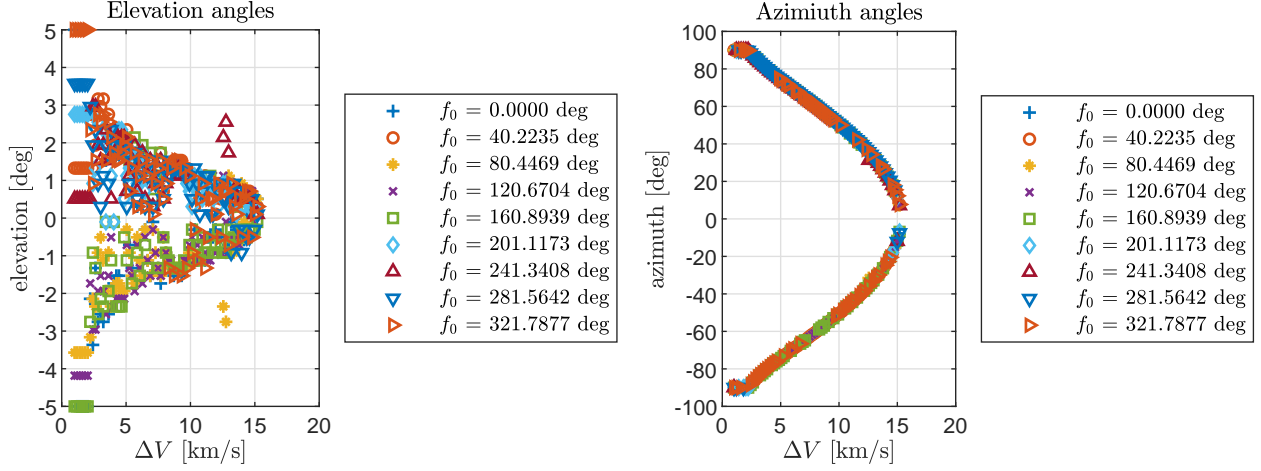 Elevation angles
5
4
3
2
1
0
-1
-2
-3
-4
-5
elevation [deg]
0
5
10
15
20
ΔV [km/s]
f₀ = 0.0000 deg
f₀ = 40.2235 deg
f₀ = 80.4469 deg
f₀ = 120.6704 deg
f₀ = 160.8939 deg
f₀ = 201.1173 deg
f₀ = 241.3408 deg
f₀ = 281.5642 deg
f₀ = 321.7877 deg
Azimiuth angles
100
80
60
40
20
0
-20
-40
-60
-80
-100
azimuth [deg]
0
5
10
15
20
ΔV [km/s]
f₀ = 0.0000 deg
f₀ = 40.2235 deg
f₀ = 80.4469 deg
f₀ = 120.6704 deg
f₀ = 160.8939 deg
f₀ = 201.1173 deg
f₀ = 241.3408 deg
f₀ = 281.5642 deg
f₀ = 321.7877 deg